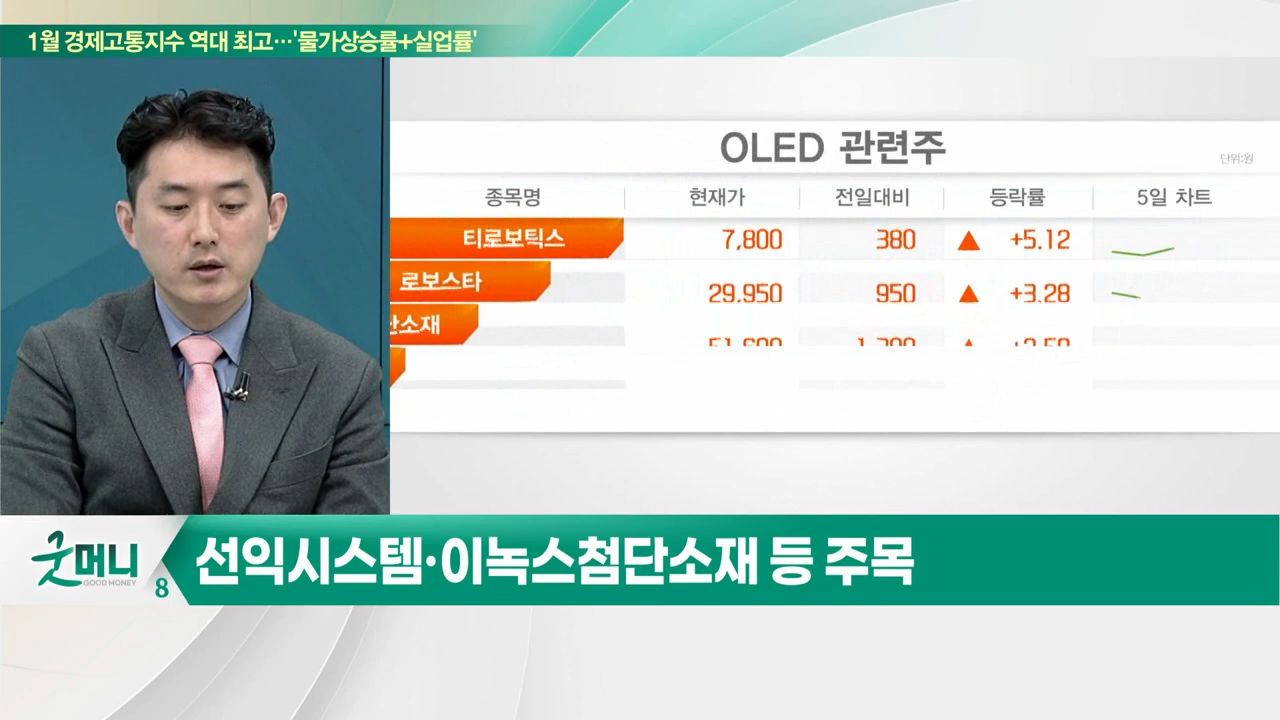 1월 경제고통지수 역대 최고…'물가상승률+실업률'
OLED 관련주
단위:원
종목명 현재가 전일대비 등락률 5일 차트
티로보틱스 7,800 380 ▲ +5.12
로보스타 29,950 950 ▲ +3.28
단소재
굿머니 선익시스템·이녹스첨단소재 등 주목
GOOD MONEY
8